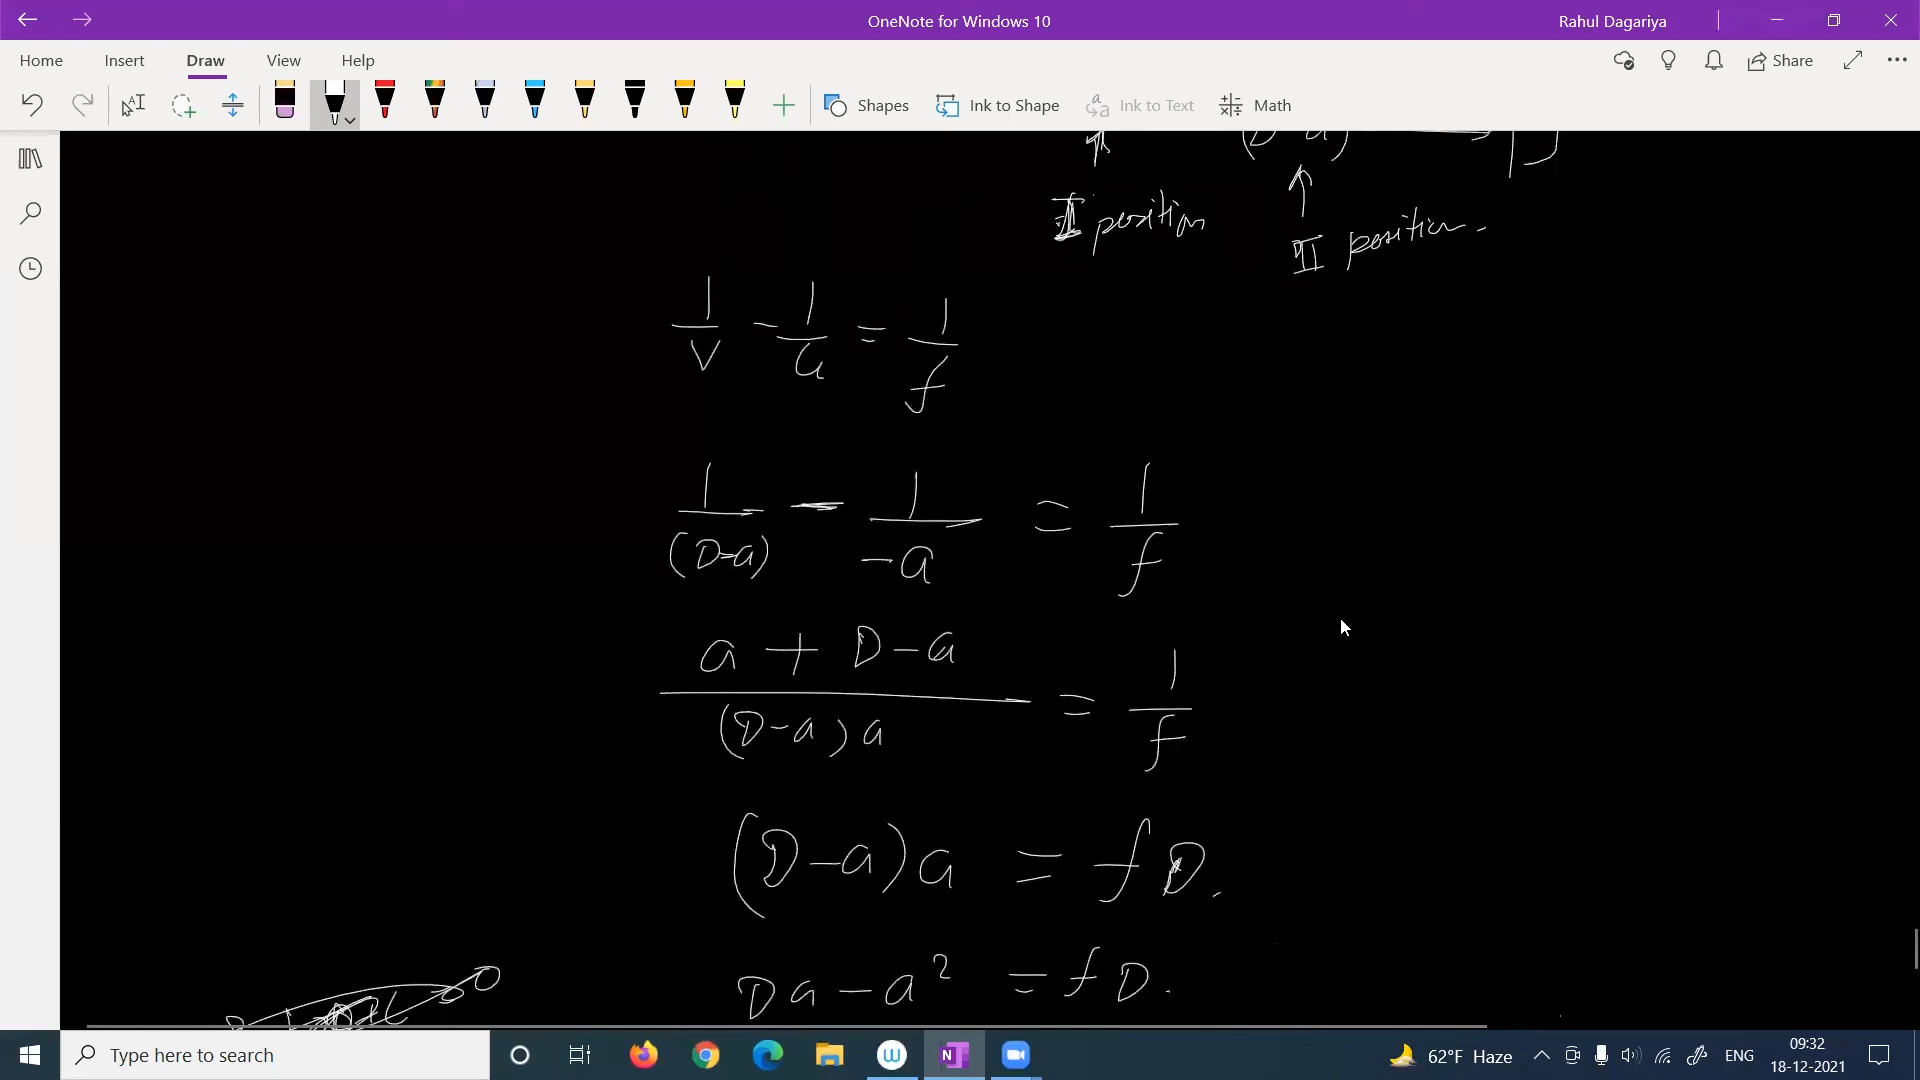 OneNote for Windows 10
Rahul Dagariya
Home Insert Draw View Help
Share
Shapes Ink to Shape Ink to Text Math
(D-a)
I position
II position.
1/v - 1/u = 1/f
1/(D-a) - 1/-a = 1/f
a + D-a / (D-a) a = 1/f
(D-a) a = f D.
Da - a² = f D.
Type here to search
62°F Haze
ENG
09:32
18-12-2021